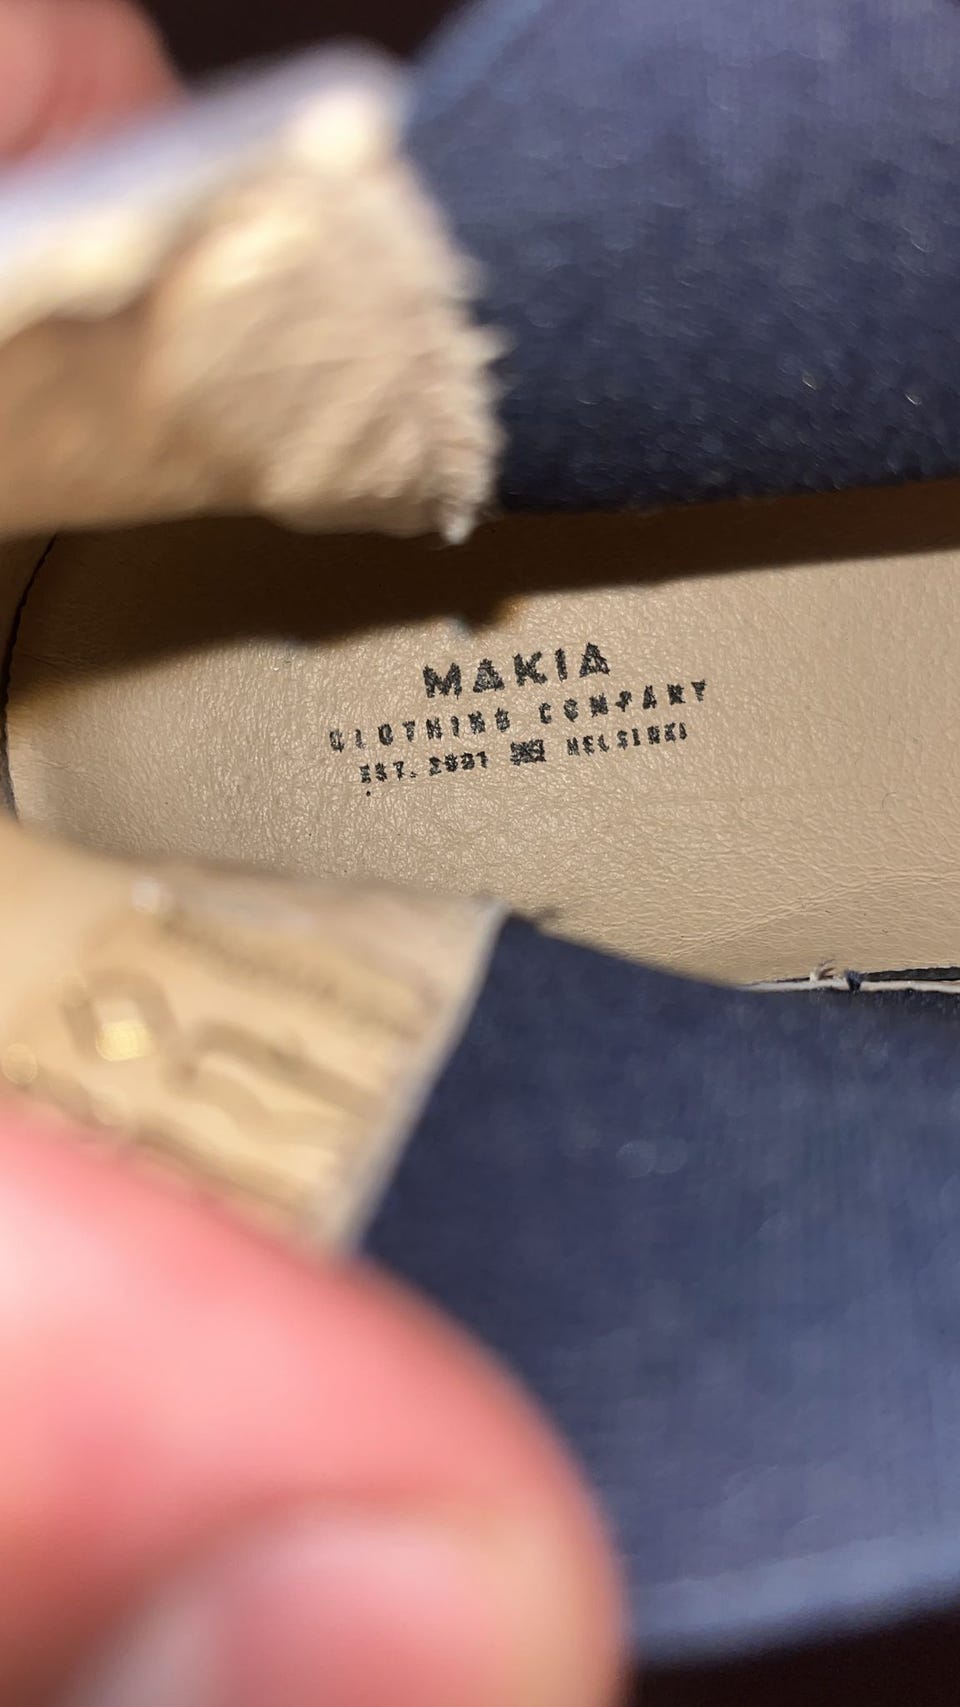 MAKIA
CLOTHING COMPANY
EST. 2001 HELSINKI